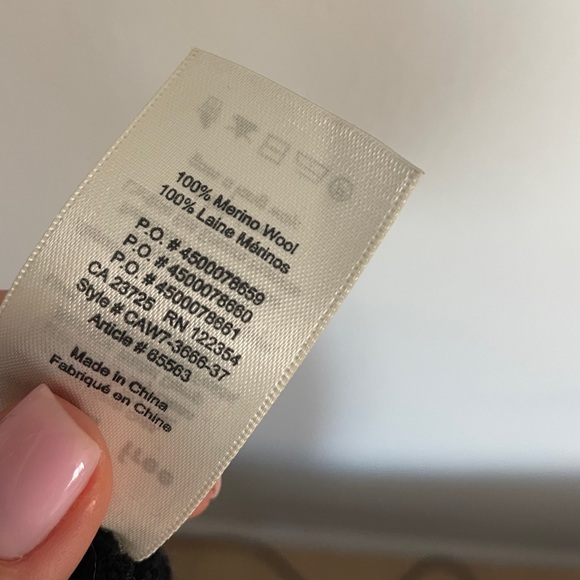 100% Merino Wool
100% Laine Mérinos
P.O. # 4500078659
P.O. # 4500078660
P.O. # 4500078661
CA 23725 RN 122354
Style # CAW7-3666-37
Article # 65563
Made in China
Fabriqué en Chine